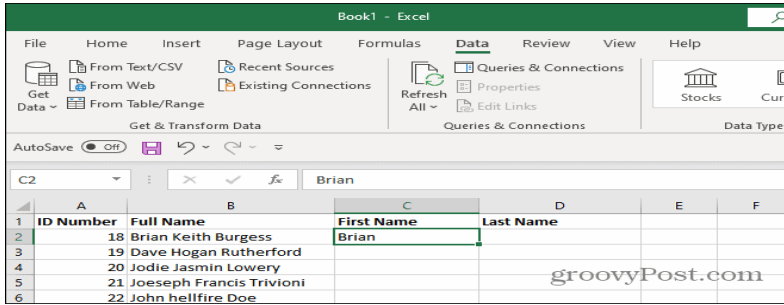 Book1 - Excel
File Home Insert Page Layout Formulas Data Review View Help
From Text/CSV Recent Sources Queries & Connections
From Web Existing Connections Properties
Get Data From Table/Range Refresh All Edit Links Stocks Cur
Get & Transform Data Queries & Connections Data Type
AutoSave Off
C2 fx Brian
A B C D E F
1 ID Number Full Name First Name Last Name
2 18 Brian Keith Burgess Brian
3 19 Dave Hogan Rutherford
4 20 Jodie Jasmin Lowery
5 21 Joeseph Francis Trivioni
6 22 John hellfire Doe
groovyPost.com